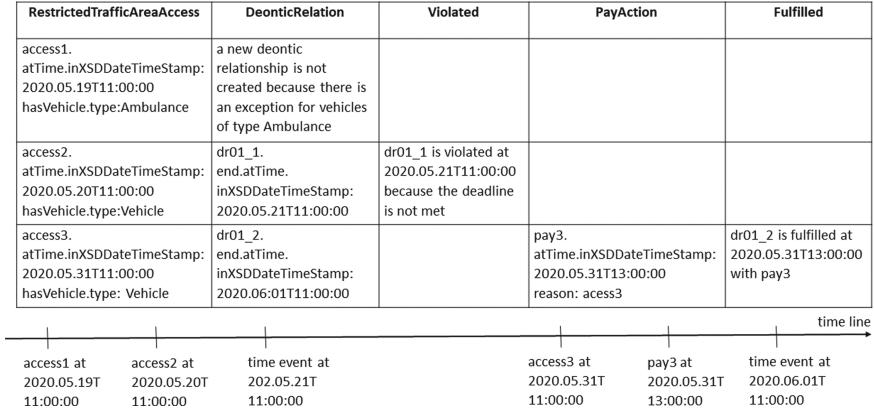 RestrictedTrafficAreaAccess
DeonticRelation
Violated
PayAction
Fulfilled
access1.
atTime.inXSDDateTimeStamp:
2020.05.19T11:00:00
hasVehicle.type:Ambulance
a new deontic
relationship is not
created because there is
an exception for vehicles
of type Ambulance
access2.
atTime.inXSDDateTimeStamp:
2020.05.20T11:00:00
hasVehicle.type:Vehicle
dr01_1.
end.atTime.
inXSDDateTimeStamp:
2020.05.21T11:00:00
dr01_1 is violated at
2020.05.21T11:00:00
because the deadline
is not met
access3.
atTime.inXSDDateTimeStamp:
2020.05.31T11:00:00
hasVehicle.type: Vehicle
dr01_2.
end.atTime.
inXSDDateTimeStamp:
2020.06:01T11:00:00
pay3.
atTime.inXSDDateTimeStamp:
2020.05.31T13:00:00
reason: acess3
dr01_2 is fulfilled at
2020.05.31T13:00:00
with pay3
time line
access1 at
2020.05.19T
11:00:00
access2 at
2020.05.20T
11:00:00
time event at
202.05.21T
11:00:00
access3 at
2020.05.31T
11:00:00
pay3 at
2020.05.31T
13:00:00
time event at
2020.06.01T
11:00:00